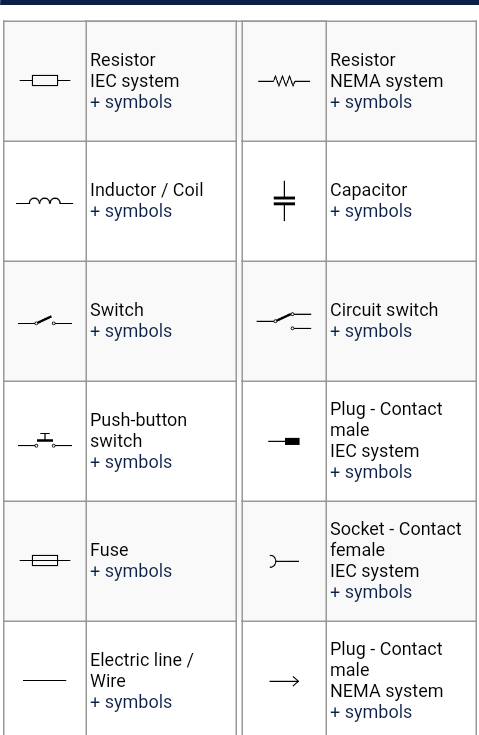 Resistor
IEC system
+ symbols
Resistor
NEMA system
+ symbols
Inductor / Coil
+ symbols
Capacitor
+ symbols
Switch
+ symbols
Circuit switch
+ symbols
Push-button
switch
+ symbols
Plug - Contact
male
IEC system
+ symbols
Fuse
+ symbols
Socket - Contact
female
IEC system
+ symbols
Electric line /
Wire
+ symbols
Plug - Contact
male
NEMA system
+ symbols